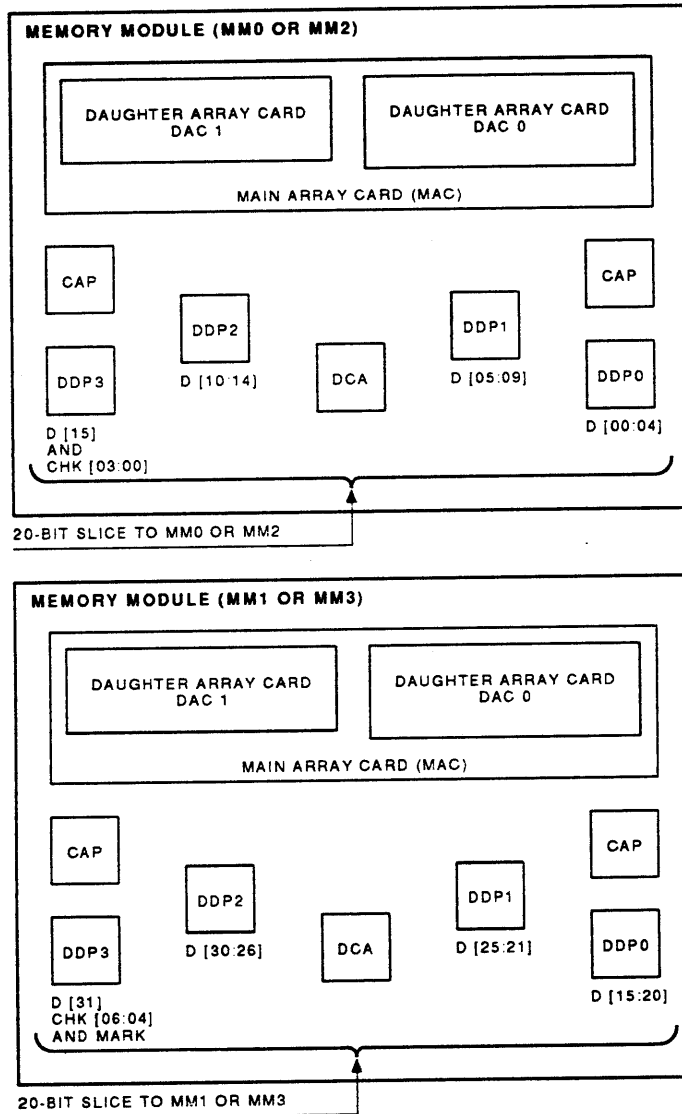 MEMORY MODULE (MM0 OR MM2)
DAUGHTER ARRAY CARD
DAC 1
DAUGHTER ARRAY CARD
DAC 0
MAIN ARRAY CARD (MAC)
CAP
CAP
DDP2
DDP1
DDP3
DCA
DDP0
D [10:14]
D [05:09]
D [15]
AND
CHK [03:00]
D [00:04]
20-BIT SLICE TO MM0 OR MM2
MEMORY MODULE (MM1 OR MM3)
DAUGHTER ARRAY CARD
DAC 1
DAUGHTER ARRAY CARD
DAC 0
MAIN ARRAY CARD (MAC)
CAP
CAP
DDP2
DDP1
DDP3
DCA
DDP0
D [30:26]
D [25:21]
D [31]
CHK [06:04]
AND MARK
D [15:20]
20-BIT SLICE TO MM1 OR MM3